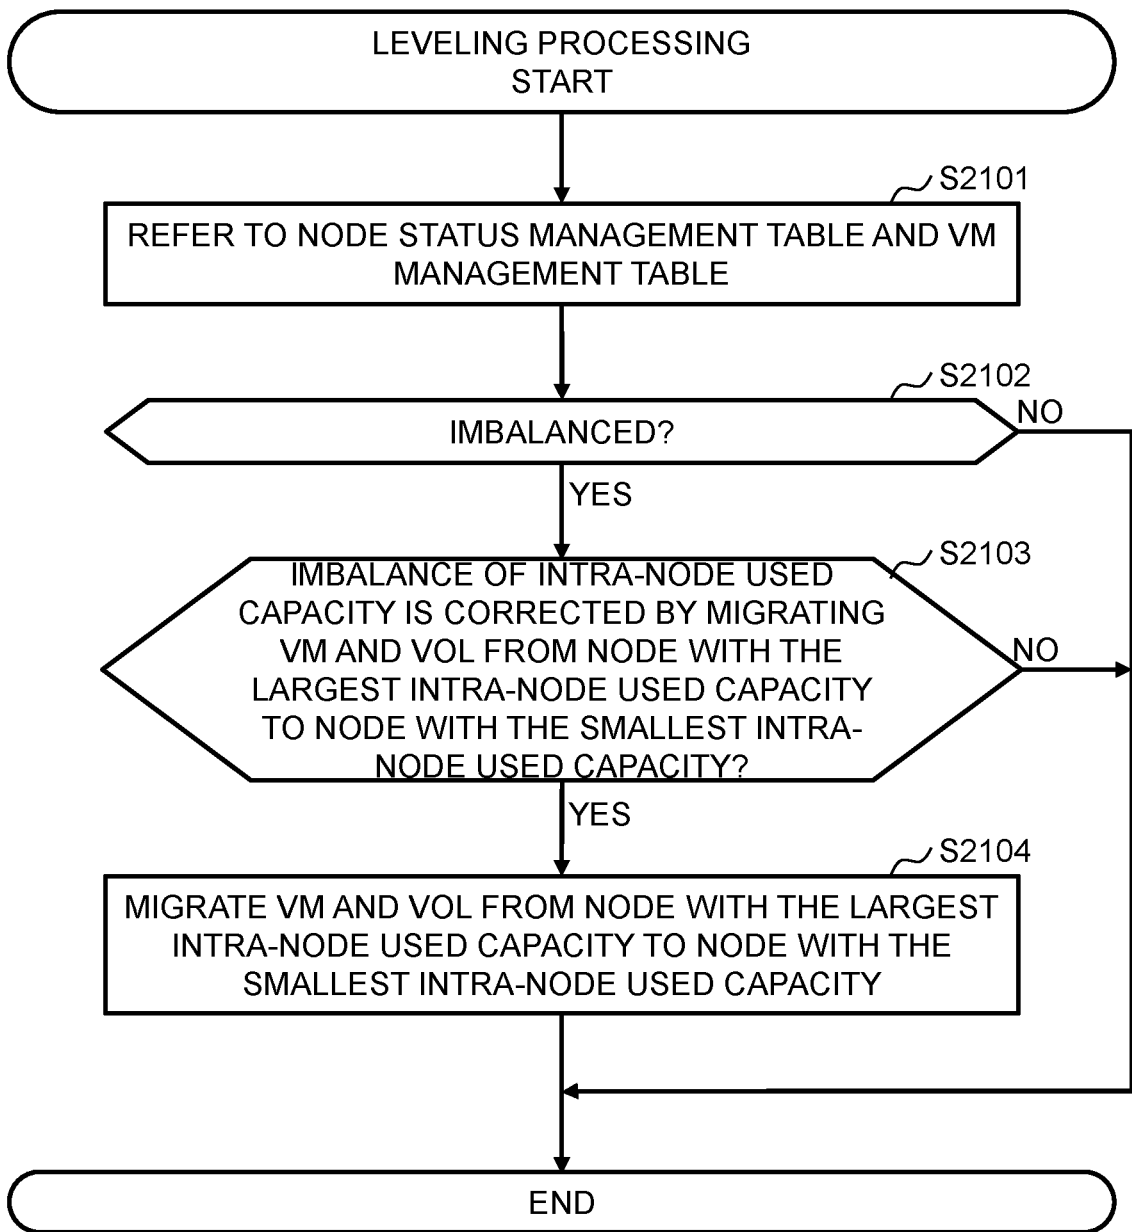 LEVELING PROCESSING
START
S2101
REFER TO NODE STATUS MANAGEMENT TABLE AND VM
MANAGEMENT TABLE
S2102
IMBALANCED?
NO
YES
S2103
IMBALANCE OF INTRA-NODE USED
CAPACITY IS CORRECTED BY MIGRATING
VM AND VOL FROM NODE WITH THE
LARGEST INTRA-NODE USED CAPACITY
TO NODE WITH THE SMALLEST INTRA-
NODE USED CAPACITY?
NO
YES
S2104
MIGRATE VM AND VOL FROM NODE WITH THE LARGEST
INTRA-NODE USED CAPACITY TO NODE WITH THE
SMALLEST INTRA-NODE USED CAPACITY
END